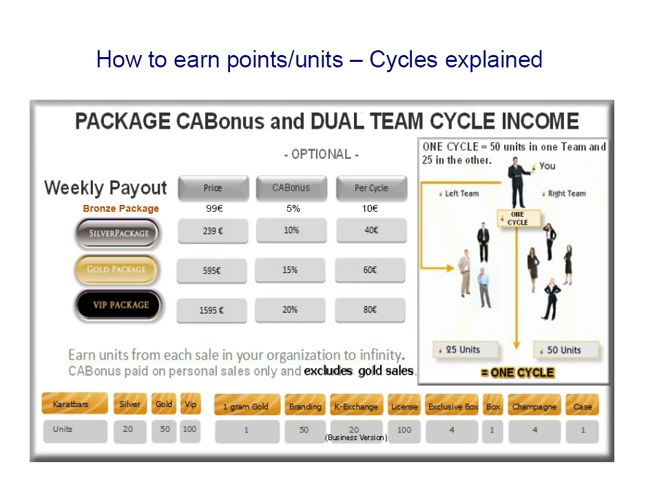 How to earn points/units – Cycles explained
PACKAGE CABonus and DUAL TEAM CYCLE INCOME
- OPTIONAL -
ONE CYCLE = 50 units in one Team and
25 in the other.
You
Left Team Right Team
ONE
CYCLE
25 Units 50 Units
= ONE CYCLE
Weekly Payout Price CABonus Per Cycle
Bronze Package 99€ 5% 10€
SILVERPACKAGE 239 € 10% 40€
GOLD PACKAGE 595€ 15% 60€
VIP PACKAGE 1595 € 20% 80€
Earn units from each sale in your organization to infinity.
CABonus paid on personal sales only and excludes gold sales.
Karatbars Silver Gold Vip 1 gram Gold Branding K-Exchange License Exclusive Box Box Champagne Case
Units 20 50 100 1 50 20 100 4 1 4 1
(Business Version)